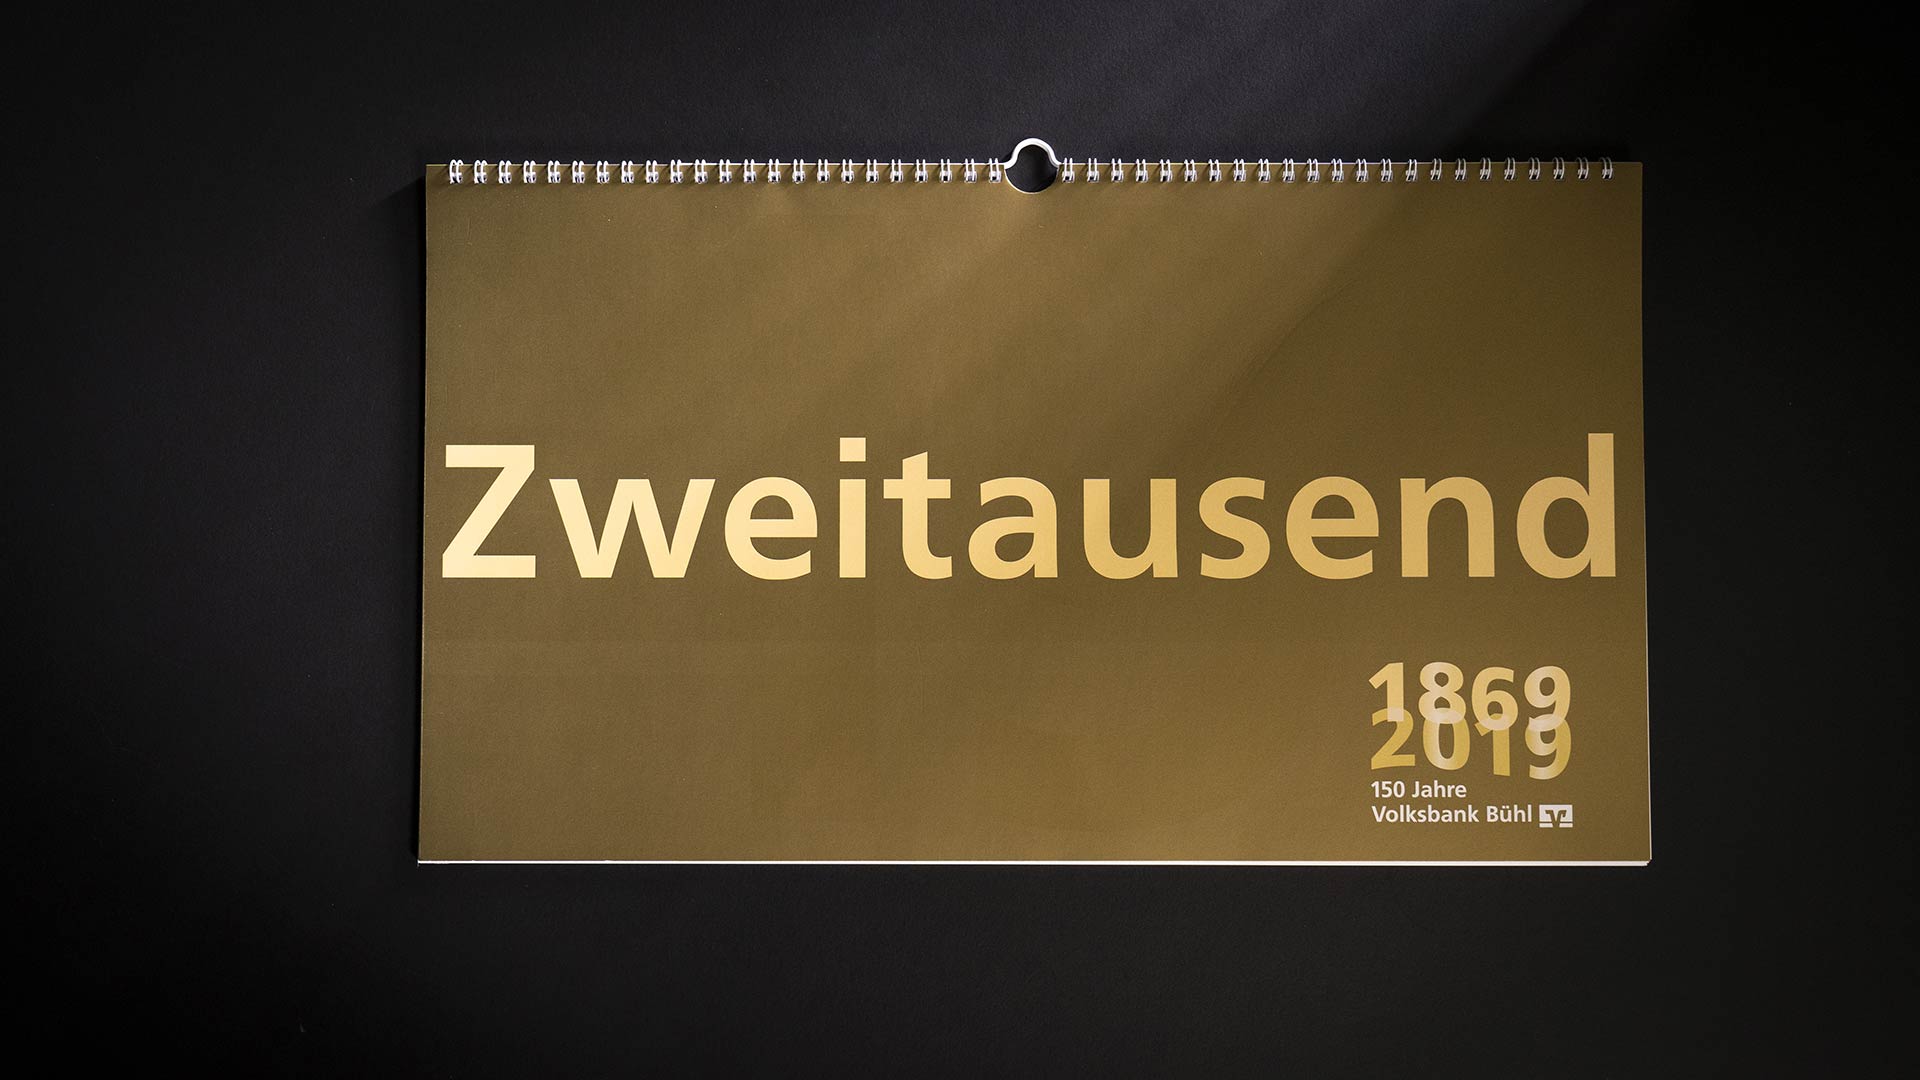 Zweitausend
1869
2019
150 Jahre
Volksbank Bühl